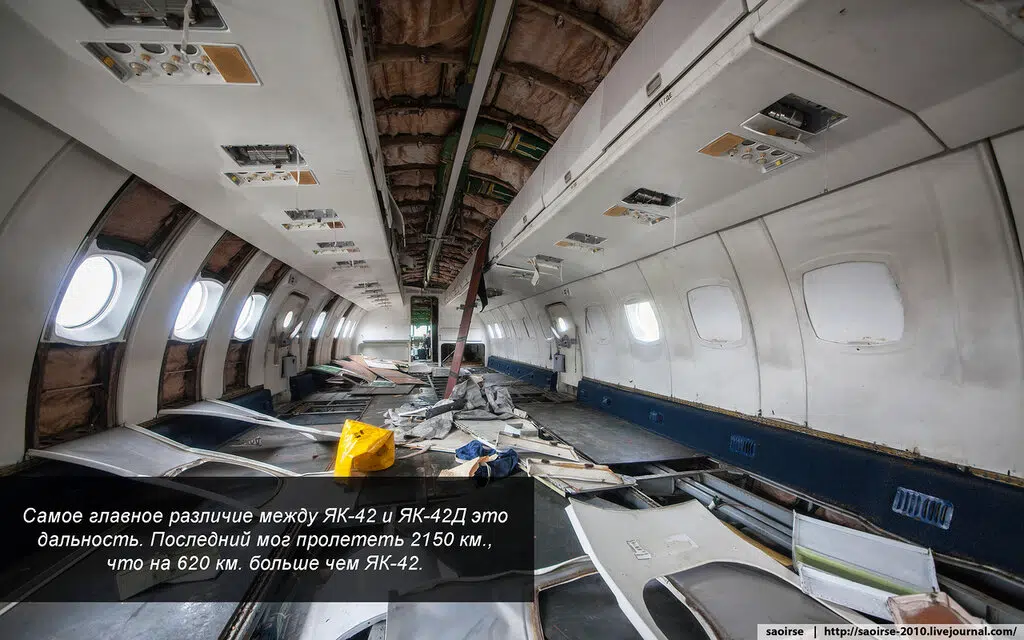 Самое главное различие между ЯК-42 и ЯК-42Д это
дальность. Последний мог пролететь 2150 км.,
что на 620 км. больше чем ЯК-42.
saoirse | http://saoirse-2010.livejournal.com/